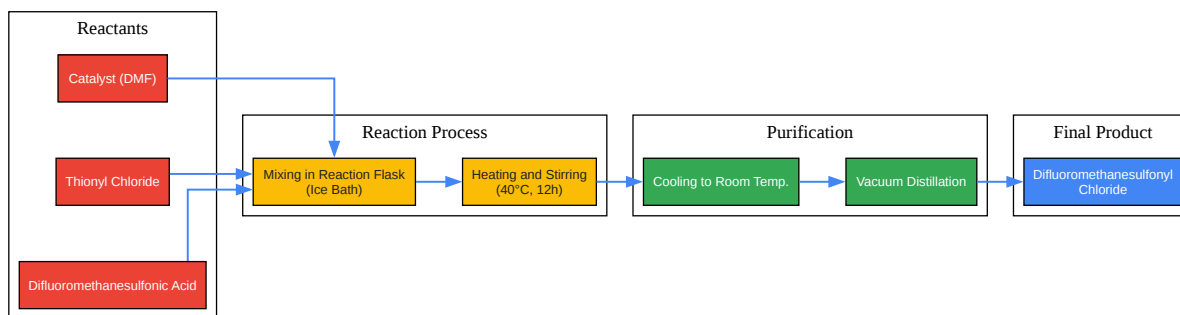 Reactants
Catalyst (DMF)
Thionyl Chloride
Difluoromethanesulfonic Acid
Reaction Process
Mixing in Reaction Flask
(Ice Bath)
Heating and Stirring
(40°C, 12h)
Purification
Cooling to Room Temp.
Vacuum Distillation
Final Product
Difluoromethanesulfonyl
Chloride